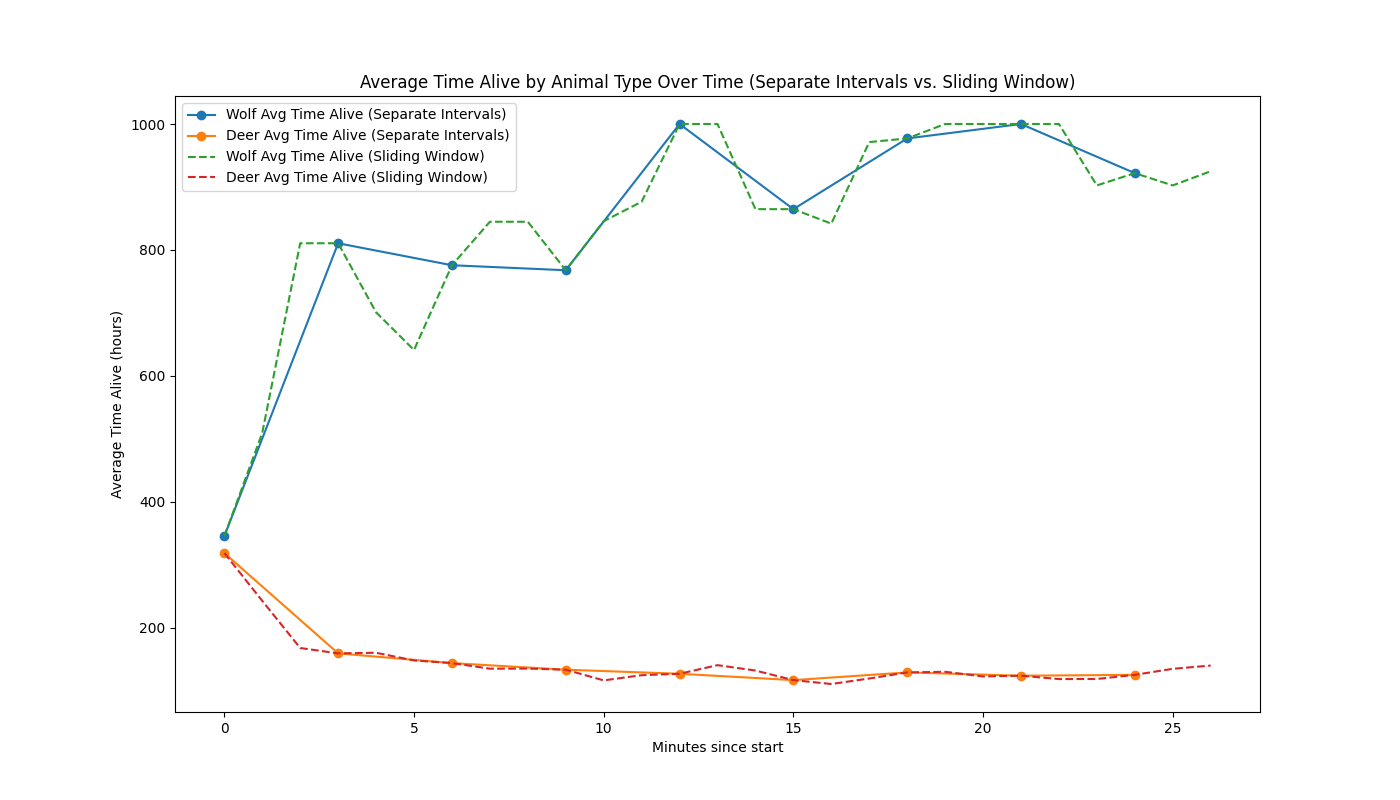 Average Time Alive by Animal Type Over Time (Separate Intervals vs. Sliding Window)
Wolf Avg Time Alive (Separate Intervals)
Deer Avg Time Alive (Separate Intervals)
Wolf Avg Time Alive (Sliding Window)
Deer Avg Time Alive (Sliding Window)
Average Time Alive (hours)
1000
800
600
400
200
0 5 10 15 20 25
Minutes since start